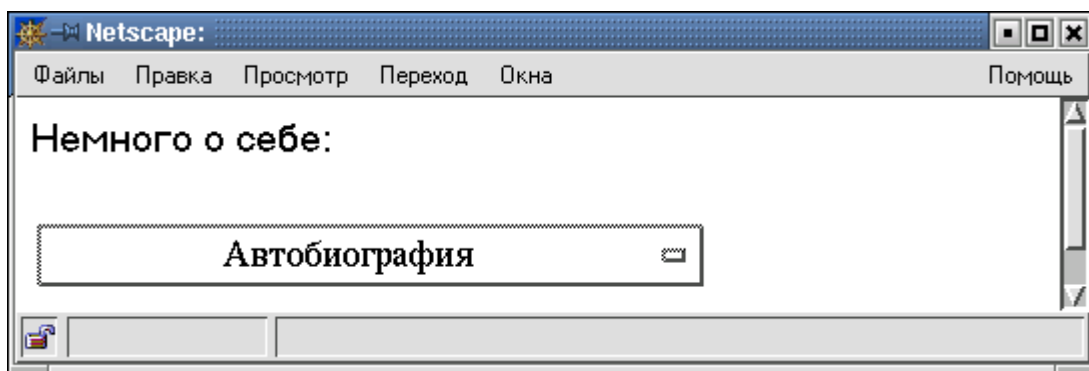 Netscape:
Файлы Правка Просмотр Переход Окна Помощь
Немного о себе:
Автобиография